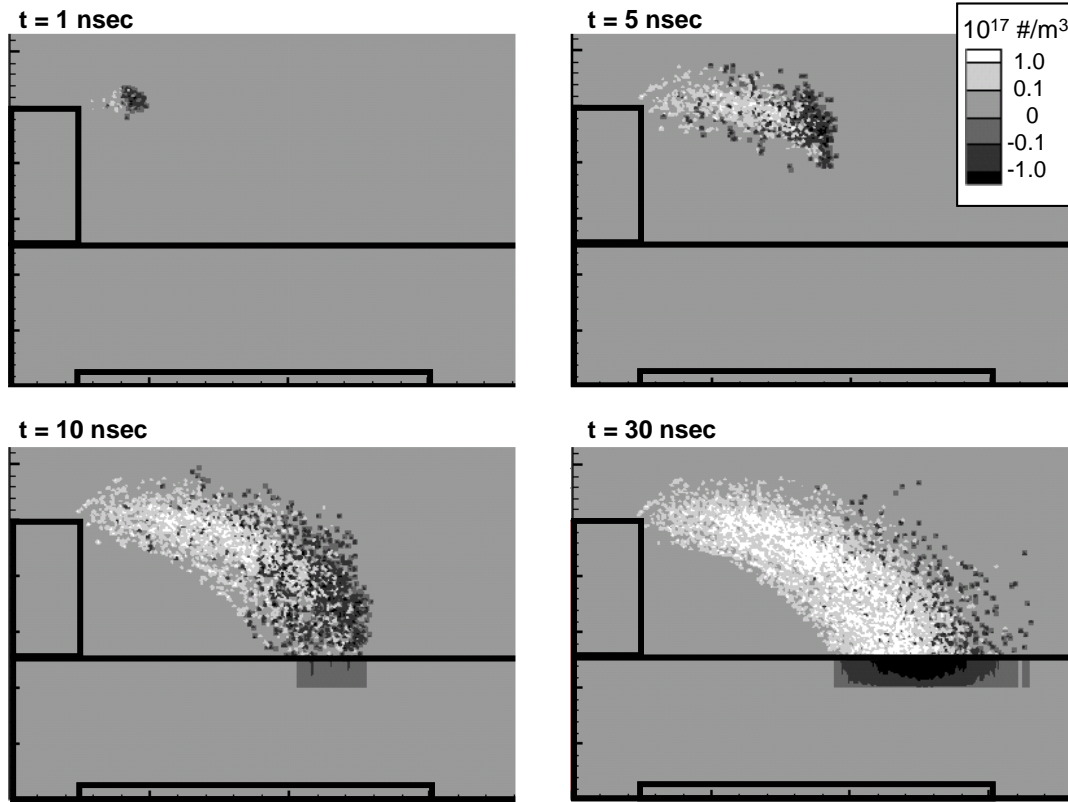 t = 1 nsec
t = 5 nsec
10¹⁷ #/m³
1.0
0.1
0
-0.1
-1.0
t = 10 nsec
t = 30 nsec